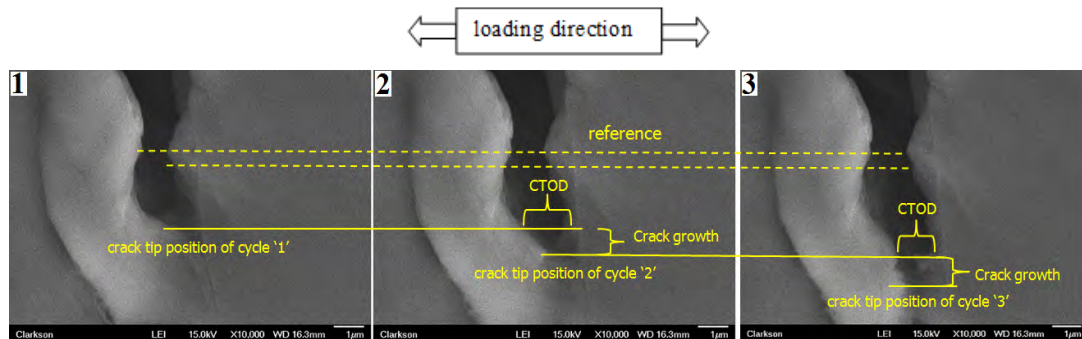 loading direction
1
2
3
reference
CTOD
CTOD
crack tip position of cycle ‘1’
Crack growth
crack tip position of cycle ‘2’
Crack growth
crack tip position of cycle ‘3’
Clarkson LEI 15.0kV X10,000 WD 16.3mm 1µm
Clarkson LEI 15.0kV X10,000 WD 16.3mm 1µm
Clarkson LEI 15.0kV X10,000 WD 16.3mm 1µm